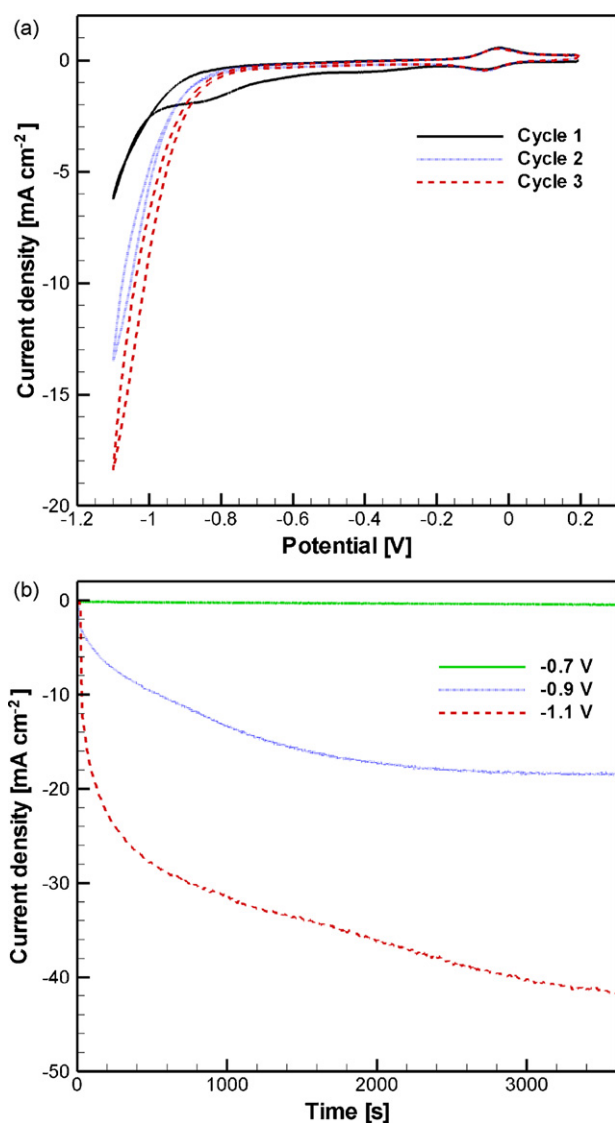 (a)
0
-5
-10
-15
-20
Current density [mA cm-2]
Cycle 1
Cycle 2
Cycle 3
-1.2 -1 -0.8 -0.6 -0.4 -0.2 0 0.2
Potential [V]
(b)
0
-10
-20
-30
-40
-50
Current density [mA cm-2]
-0.7 V
-0.9 V
-1.1 V
0 1000 2000 3000
Time [s]